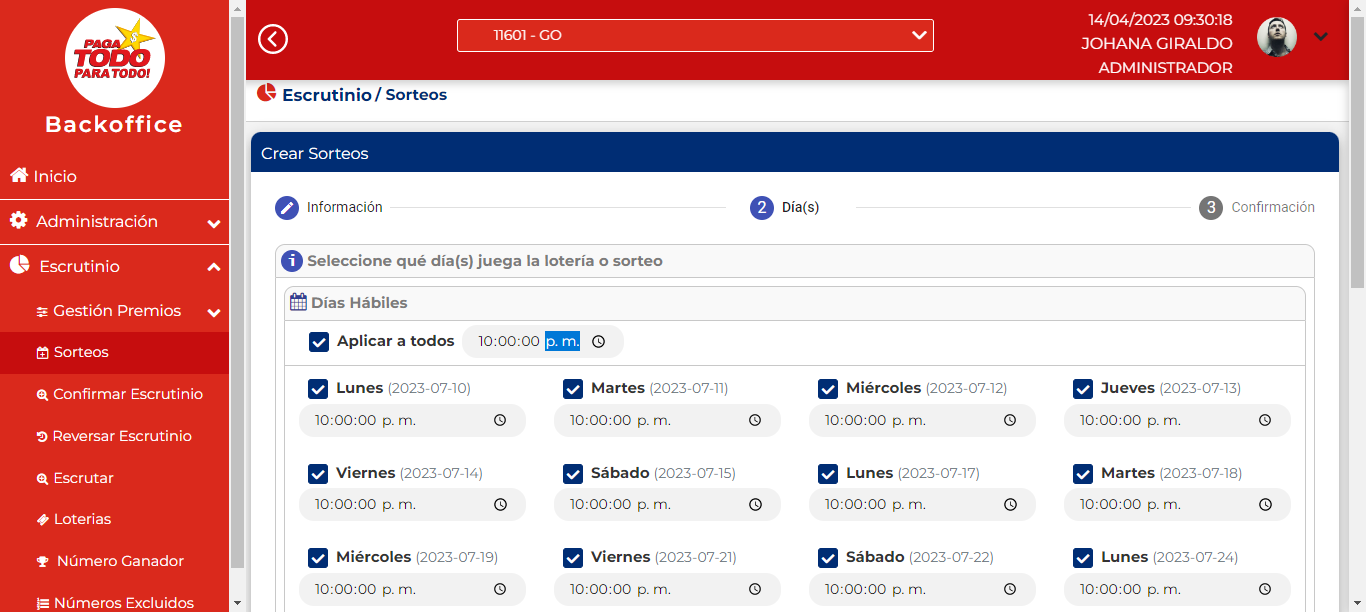 PAGA
TODO
PARA TODO!
Backoffice
Inicio
Administración
Escrutinio
Gestión Premios
Sorteos
Confirmar Escrutinio
Reversar Escrutinio
Escrutar
Loterias
Número Ganador
Números Excluidos
11601 - GO
14/04/2023 09:30:18
JOHANA GIRALDO
ADMINISTRADOR
Escrutinio / Sorteos
Crear Sorteos
Información
2 Día(s)
3 Confirmación
Seleccione qué día(s) juega la lotería o sorteo
Días Hábiles
Aplicar a todos 10:00:00 p. m.
Lunes (2023-07-10) Martes (2023-07-11) Miércoles (2023-07-12) Jueves (2023-07-13)
10:00:00 p. m. 10:00:00 p. m. 10:00:00 p. m. 10:00:00 p. m.
Viernes (2023-07-14) Sábado (2023-07-15) Lunes (2023-07-17) Martes (2023-07-18)
10:00:00 p. m. 10:00:00 p. m. 10:00:00 p. m. 10:00:00 p. m.
Miércoles (2023-07-19) Viernes (2023-07-21) Sábado (2023-07-22) Lunes (2023-07-24)
10:00:00 p. m. 10:00:00 p. m. 10:00:00 p. m. 10:00:00 p. m.